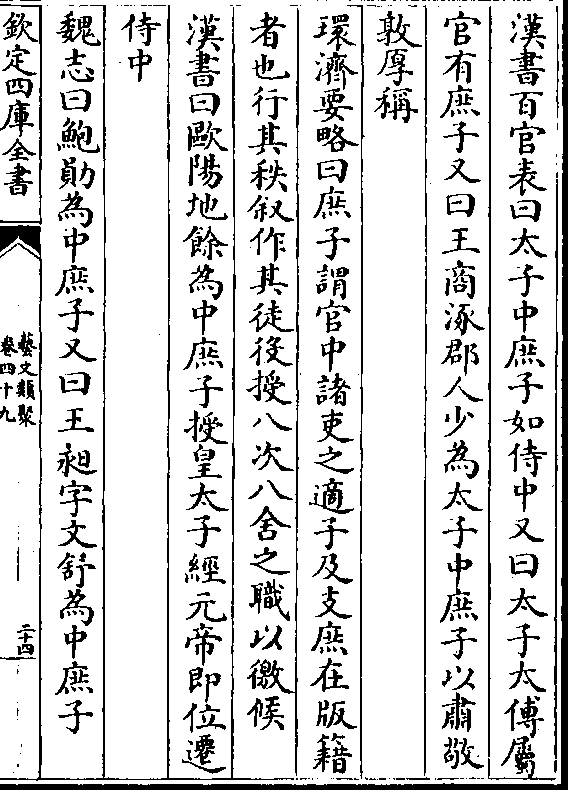 漢書百官表曰太子中庶子如侍中又曰太子太傅屬
官有庶子又曰王商涿郡人少為太子中庶子以肅敬
敦厚稱
環濟要略曰庶子謂官中諸吏之適子及支庶在版籍
者也行其秩叙作其徒役授八次八舍之職以徼候
漢書曰歐陽地餘為中庶子授皇太子經元帝即位遷
侍中
魏志曰鮑勛為中庶子又曰王昶字文舒為中庶子
欽定四庫全書
藝文類聚
卷四十九
二十四